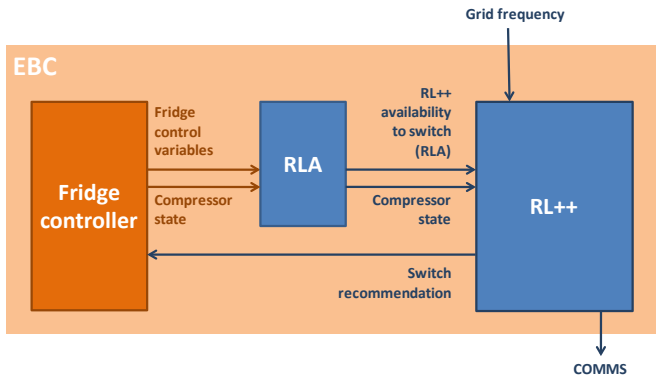 Grid frequency
EBC
Fridge
control
variables
RL++
availability
to switch
(RLA)
RLA
Fridge
controller
Compressor
state
Compressor
state
RL++
Switch
recommendation
COMMS